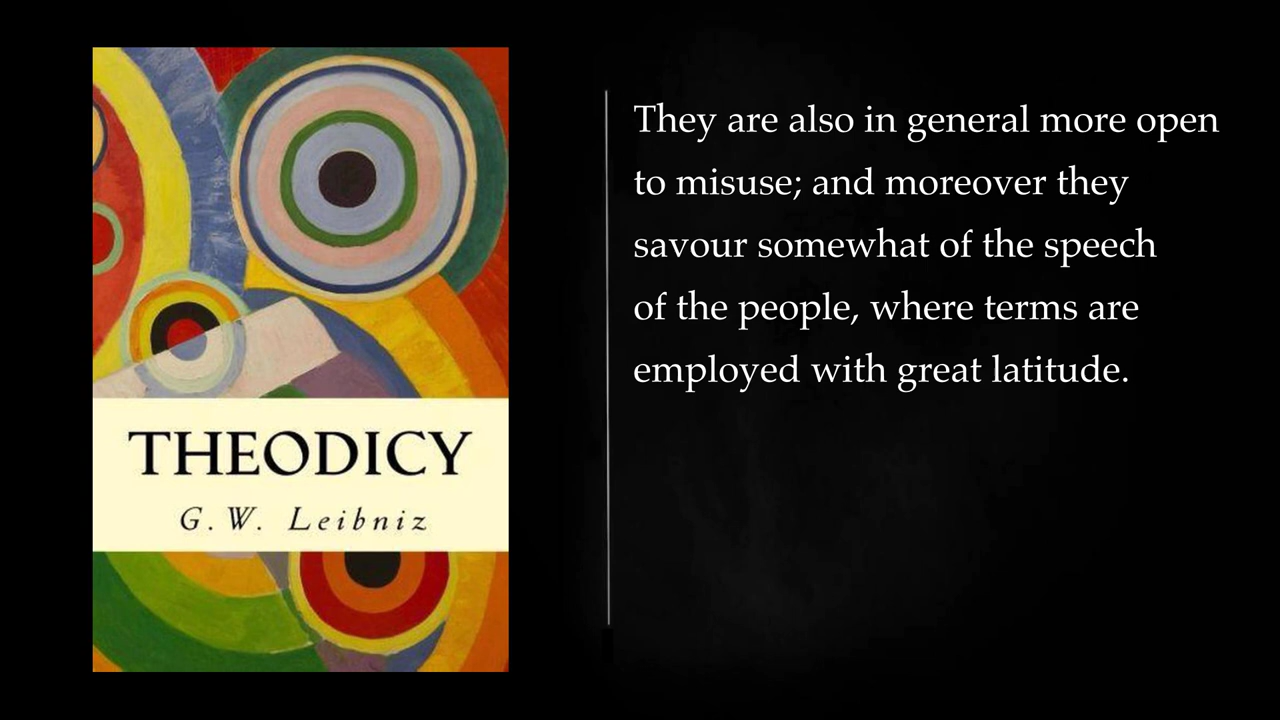 THEODICY
G. W. Leibniz
They are also in general more open
to misuse; and moreover they
savour somewhat of the speech
of the people, where terms are
employed with great latitude.